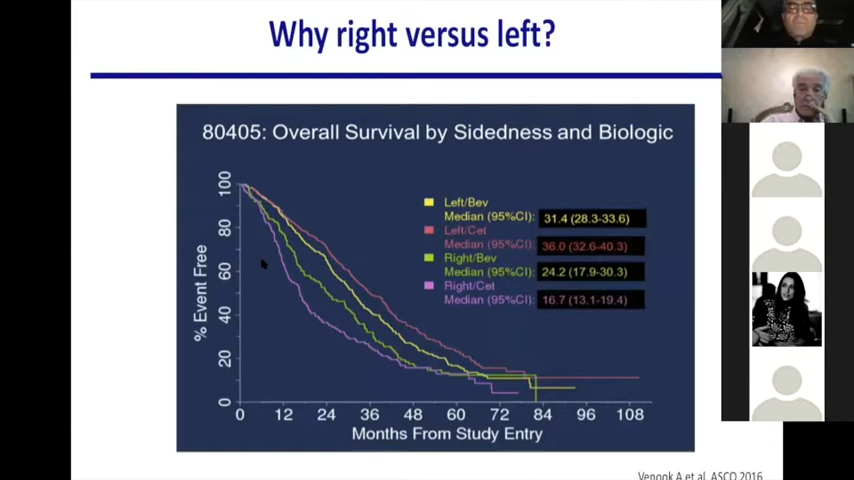 Why right versus left?
80405: Overall Survival by Sidedness and Biologic
Left/Bev
Median (95%CI): 31.4 (28.3-33.6)
Left/Cet
Median (95%CI): 36.0 (32.6-40.3)
Right/Bev
Median (95%CI): 24.2 (17.9-30.3)
Right/Cet
Median (95%CI): 16.7 (13.1-19.4)
% Event Free
100
80
60
40
20
0
0 12 24 36 48 60 72 84 96 108
Months From Study Entry
Venook A et al. ASCO 2016